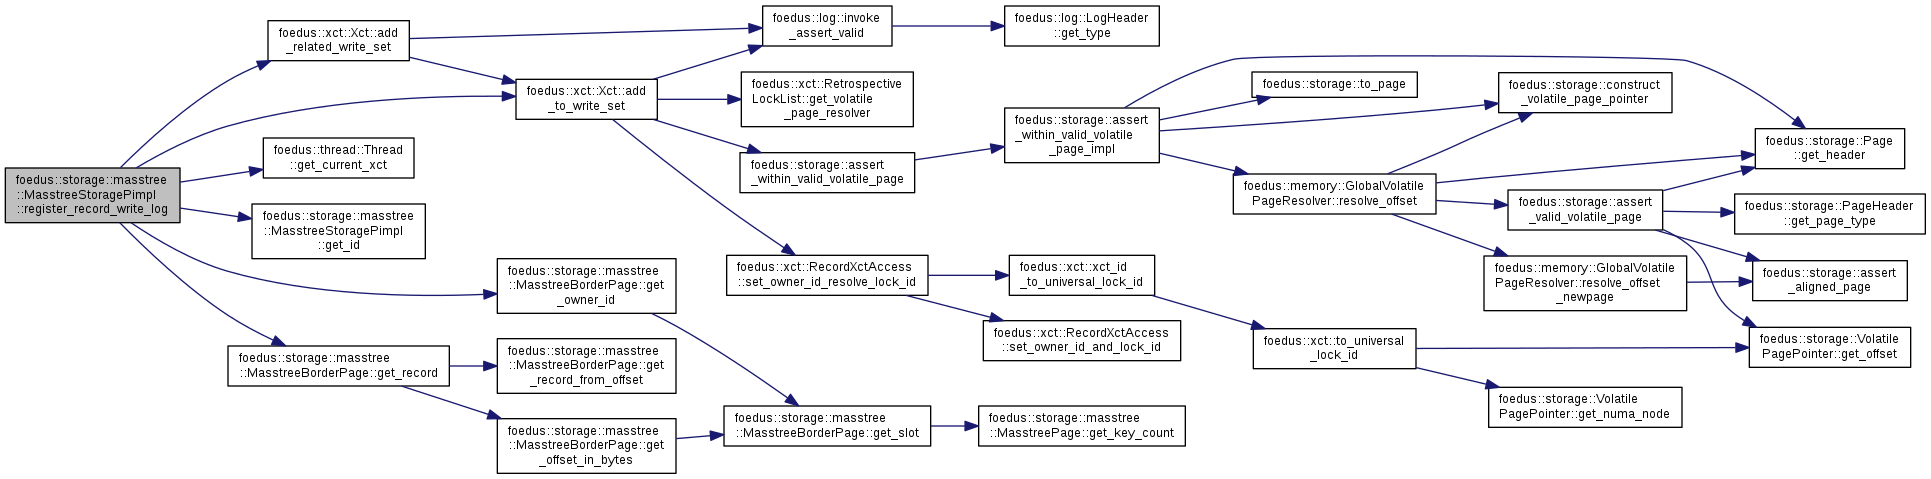 foedus::storage::masstree
::MasstreeStoragePimpl
::register_record_write_log
foedus::xct::Xct::add
_related_write_set
foedus::thread::Thread
::get_current_xct
foedus::storage::masstree
::MasstreeStoragePimpl
::get_id
foedus::storage::masstree
::MasstreeBorderPage::get_record
foedus::xct::Xct::add
_to_write_set
foedus::storage::masstree
::MasstreeBorderPage::get
_owner_id
foedus::storage::masstree
::MasstreeBorderPage::get
_record_from_offset
foedus::storage::masstree
::MasstreeBorderPage::get
_offset_in_bytes
foedus::log::invoke
_assert_valid
foedus::xct::Retrospective
LockList::get_volatile
_page_resolver
foedus::storage::assert
_within_valid_volatile_page
foedus::xct::RecordXctAccess
::set_owner_id_resolve_lock_id
foedus::storage::masstree
::MasstreeBorderPage::get_slot
foedus::log::LogHeader
::get_type
foedus::storage::assert
_within_valid_volatile
_page_impl
foedus::xct::xct_id
_to_universal_lock_id
foedus::xct::RecordXctAccess
::set_owner_id_and_lock_id
foedus::storage::masstree
::MasstreePage::get_key_count
foedus::storage::to_page
foedus::memory::GlobalVolatile
PageResolver::resolve_offset
foedus::xct::to_universal
_lock_id
foedus::storage::construct
_volatile_page_pointer
foedus::storage::assert
_valid_volatile_page
foedus::memory::GlobalVolatile
PageResolver::resolve_offset
_newpage
foedus::storage::Volatile
PagePointer::get_numa_node
foedus::storage::Page
::get_header
foedus::storage::PageHeader
::get_page_type
foedus::storage::assert
_aligned_page
foedus::storage::Volatile
PagePointer::get_offset